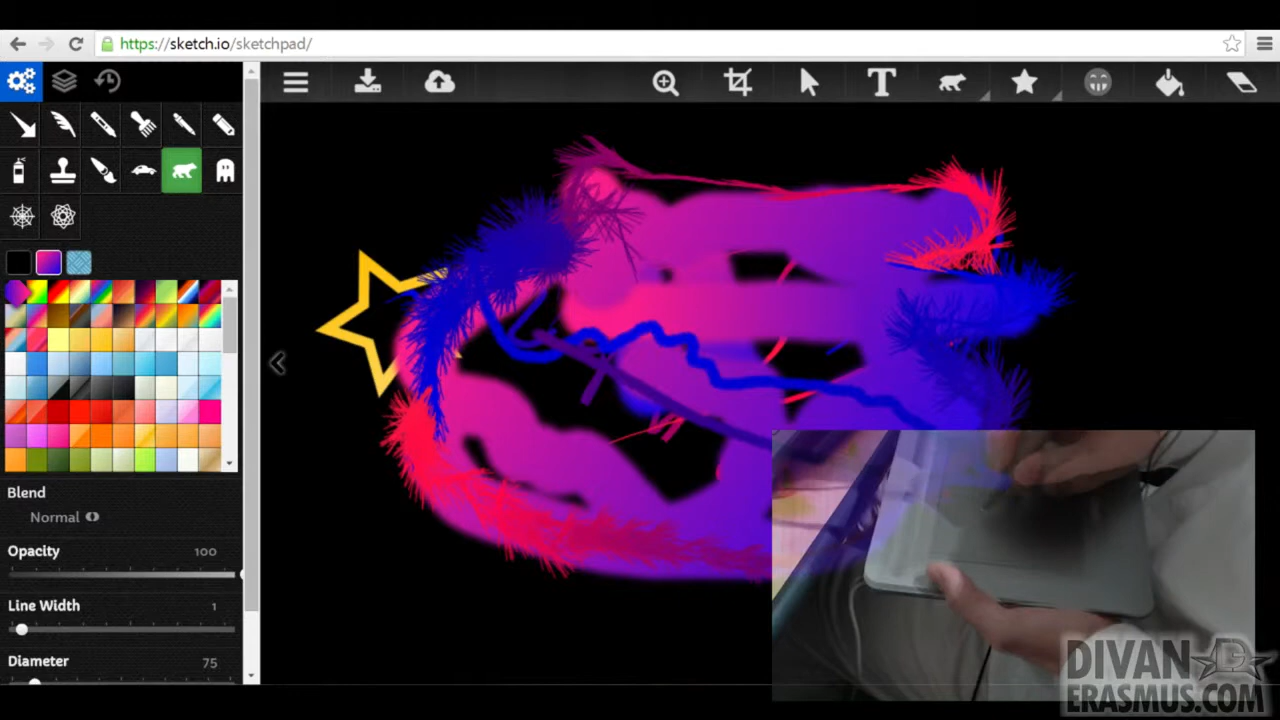 https://sketch.io/sketchpad/
T
Blend
Normal
Opacity 100
Line Width 1
Diameter 75
DIVAN
ERASMUS.COM